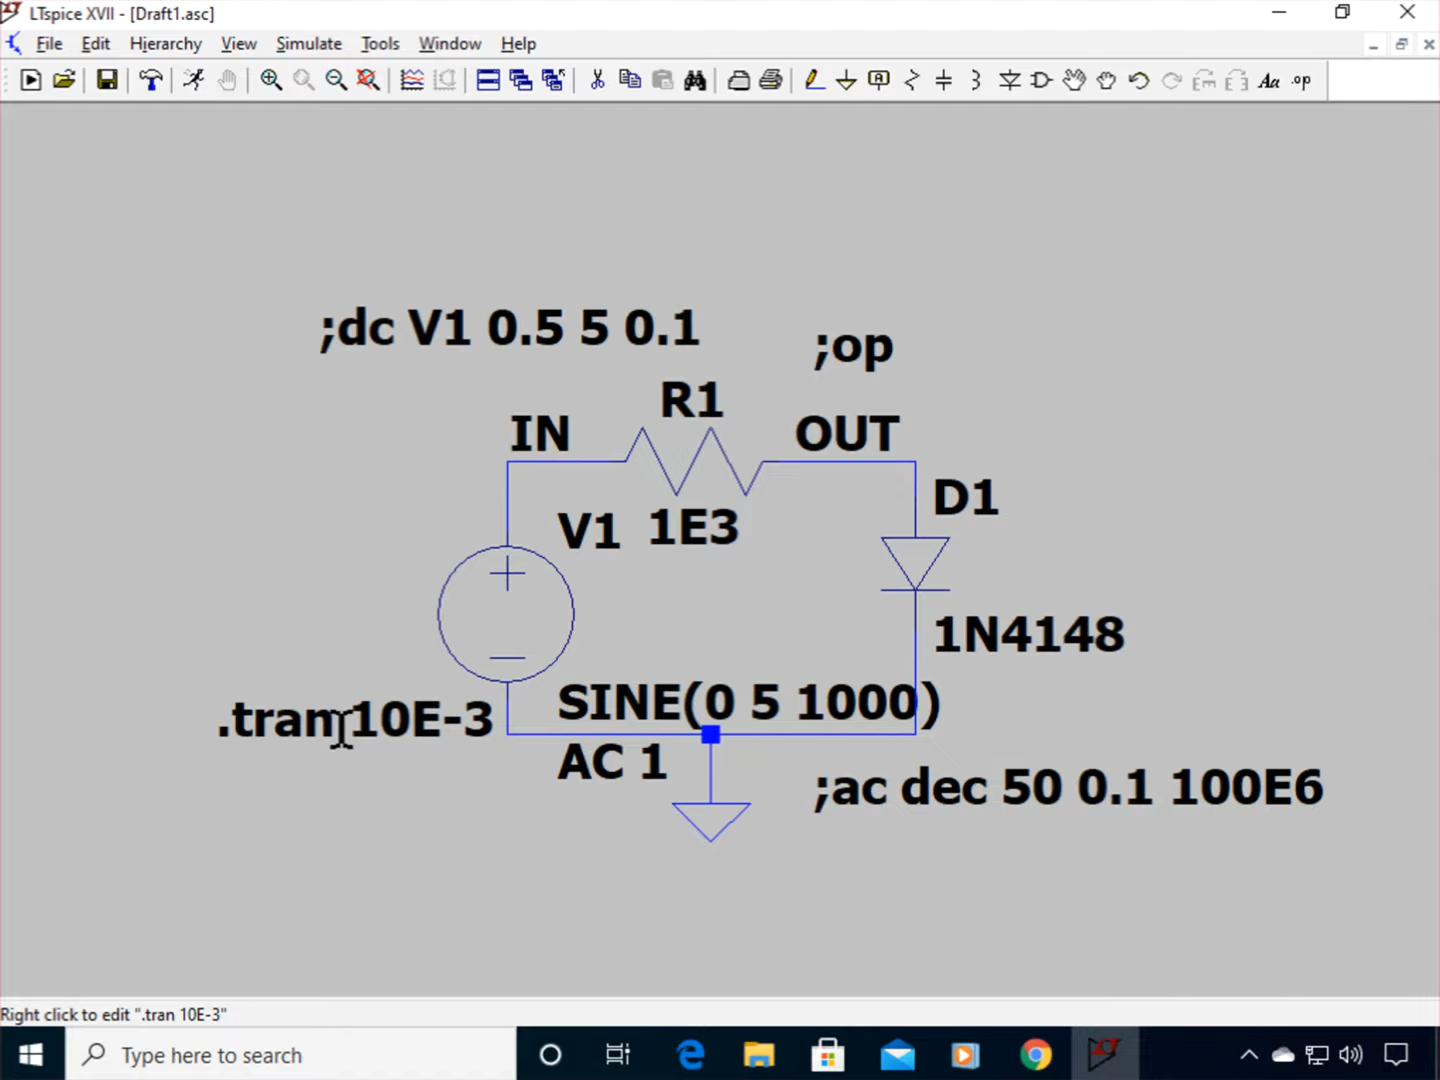 LTspice XVII - [Draft1.asc]
File Edit Hierarchy View Simulate Tools Window Help
;dc V1 0.5 5 0.1
;op
R1
IN
OUT
D1
V1
1E3
1N4148
SINE(0 5 1000)
.tran 10E-3
AC 1
;ac dec 50 0.1 100E6
Right click to edit ".tran 10E-3"
Type here to search